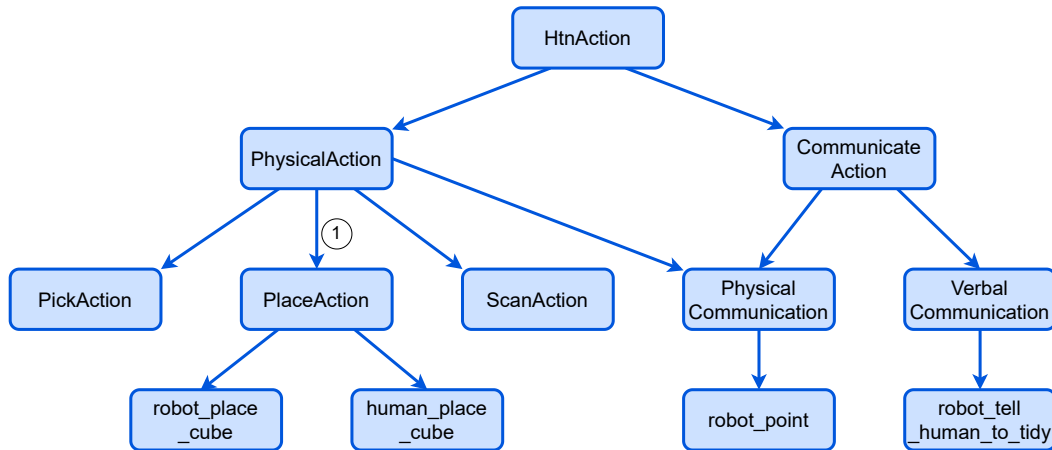 HtnAction
PhysicalAction
Communicate
Action
1
PickAction
PlaceAction
ScanAction
Physical
Communication
Verbal
Communication
robot_place
_cube
human_place
_cube
robot_point
robot_tell
_human_to_tidy